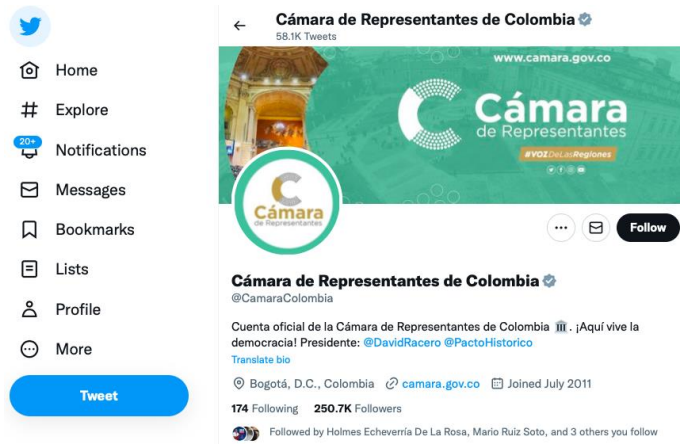 Home
Explore
20+
Notifications
Messages
Bookmarks
Lists
Profile
More
Tweet
Cámara de Representantes de Colombia
58.1K Tweets
www.camara.gov.co
Cámara
de Representantes
#VOZDeLasRegiones
Cámara
de Representantes
Follow
Cámara de Representantes de Colombia
@CamaraColombia
Cuenta oficial de la Cámara de Representantes de Colombia 🏛. ¡Aquí vive la
democracia! Presidente: @DavidRacero @PactoHistorico
Translate bio
Bogotá, D.C., Colombia camara.gov.co Joined July 2011
174 Following 250.7K Followers
Followed by Holmes Echeverría De La Rosa, Mario Ruiz Soto, and 3 others you follow